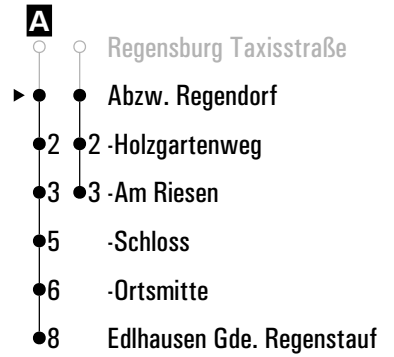 A
Regensburg Taxisstraße
Abzw. Regendorf
2 2 -Holzgartenweg
3 3 -Am Riesen
5 -Schloss
6 -Ortsmitte
8 Edlhausen Gde. Regenstauf